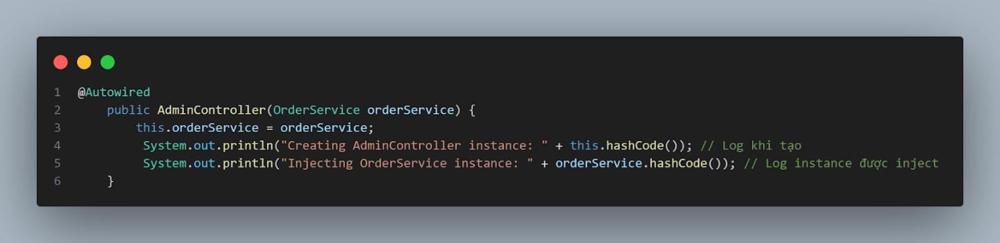 1 @Autowired
2     public AdminController(OrderService orderService) {
3         this.orderService = orderService;
4          System.out.println("Creating AdminController instance: " + this.hashCode()); // Log khi tạo
5          System.out.println("Injecting OrderService instance: " + orderService.hashCode()); // Log instance được inject
6     }